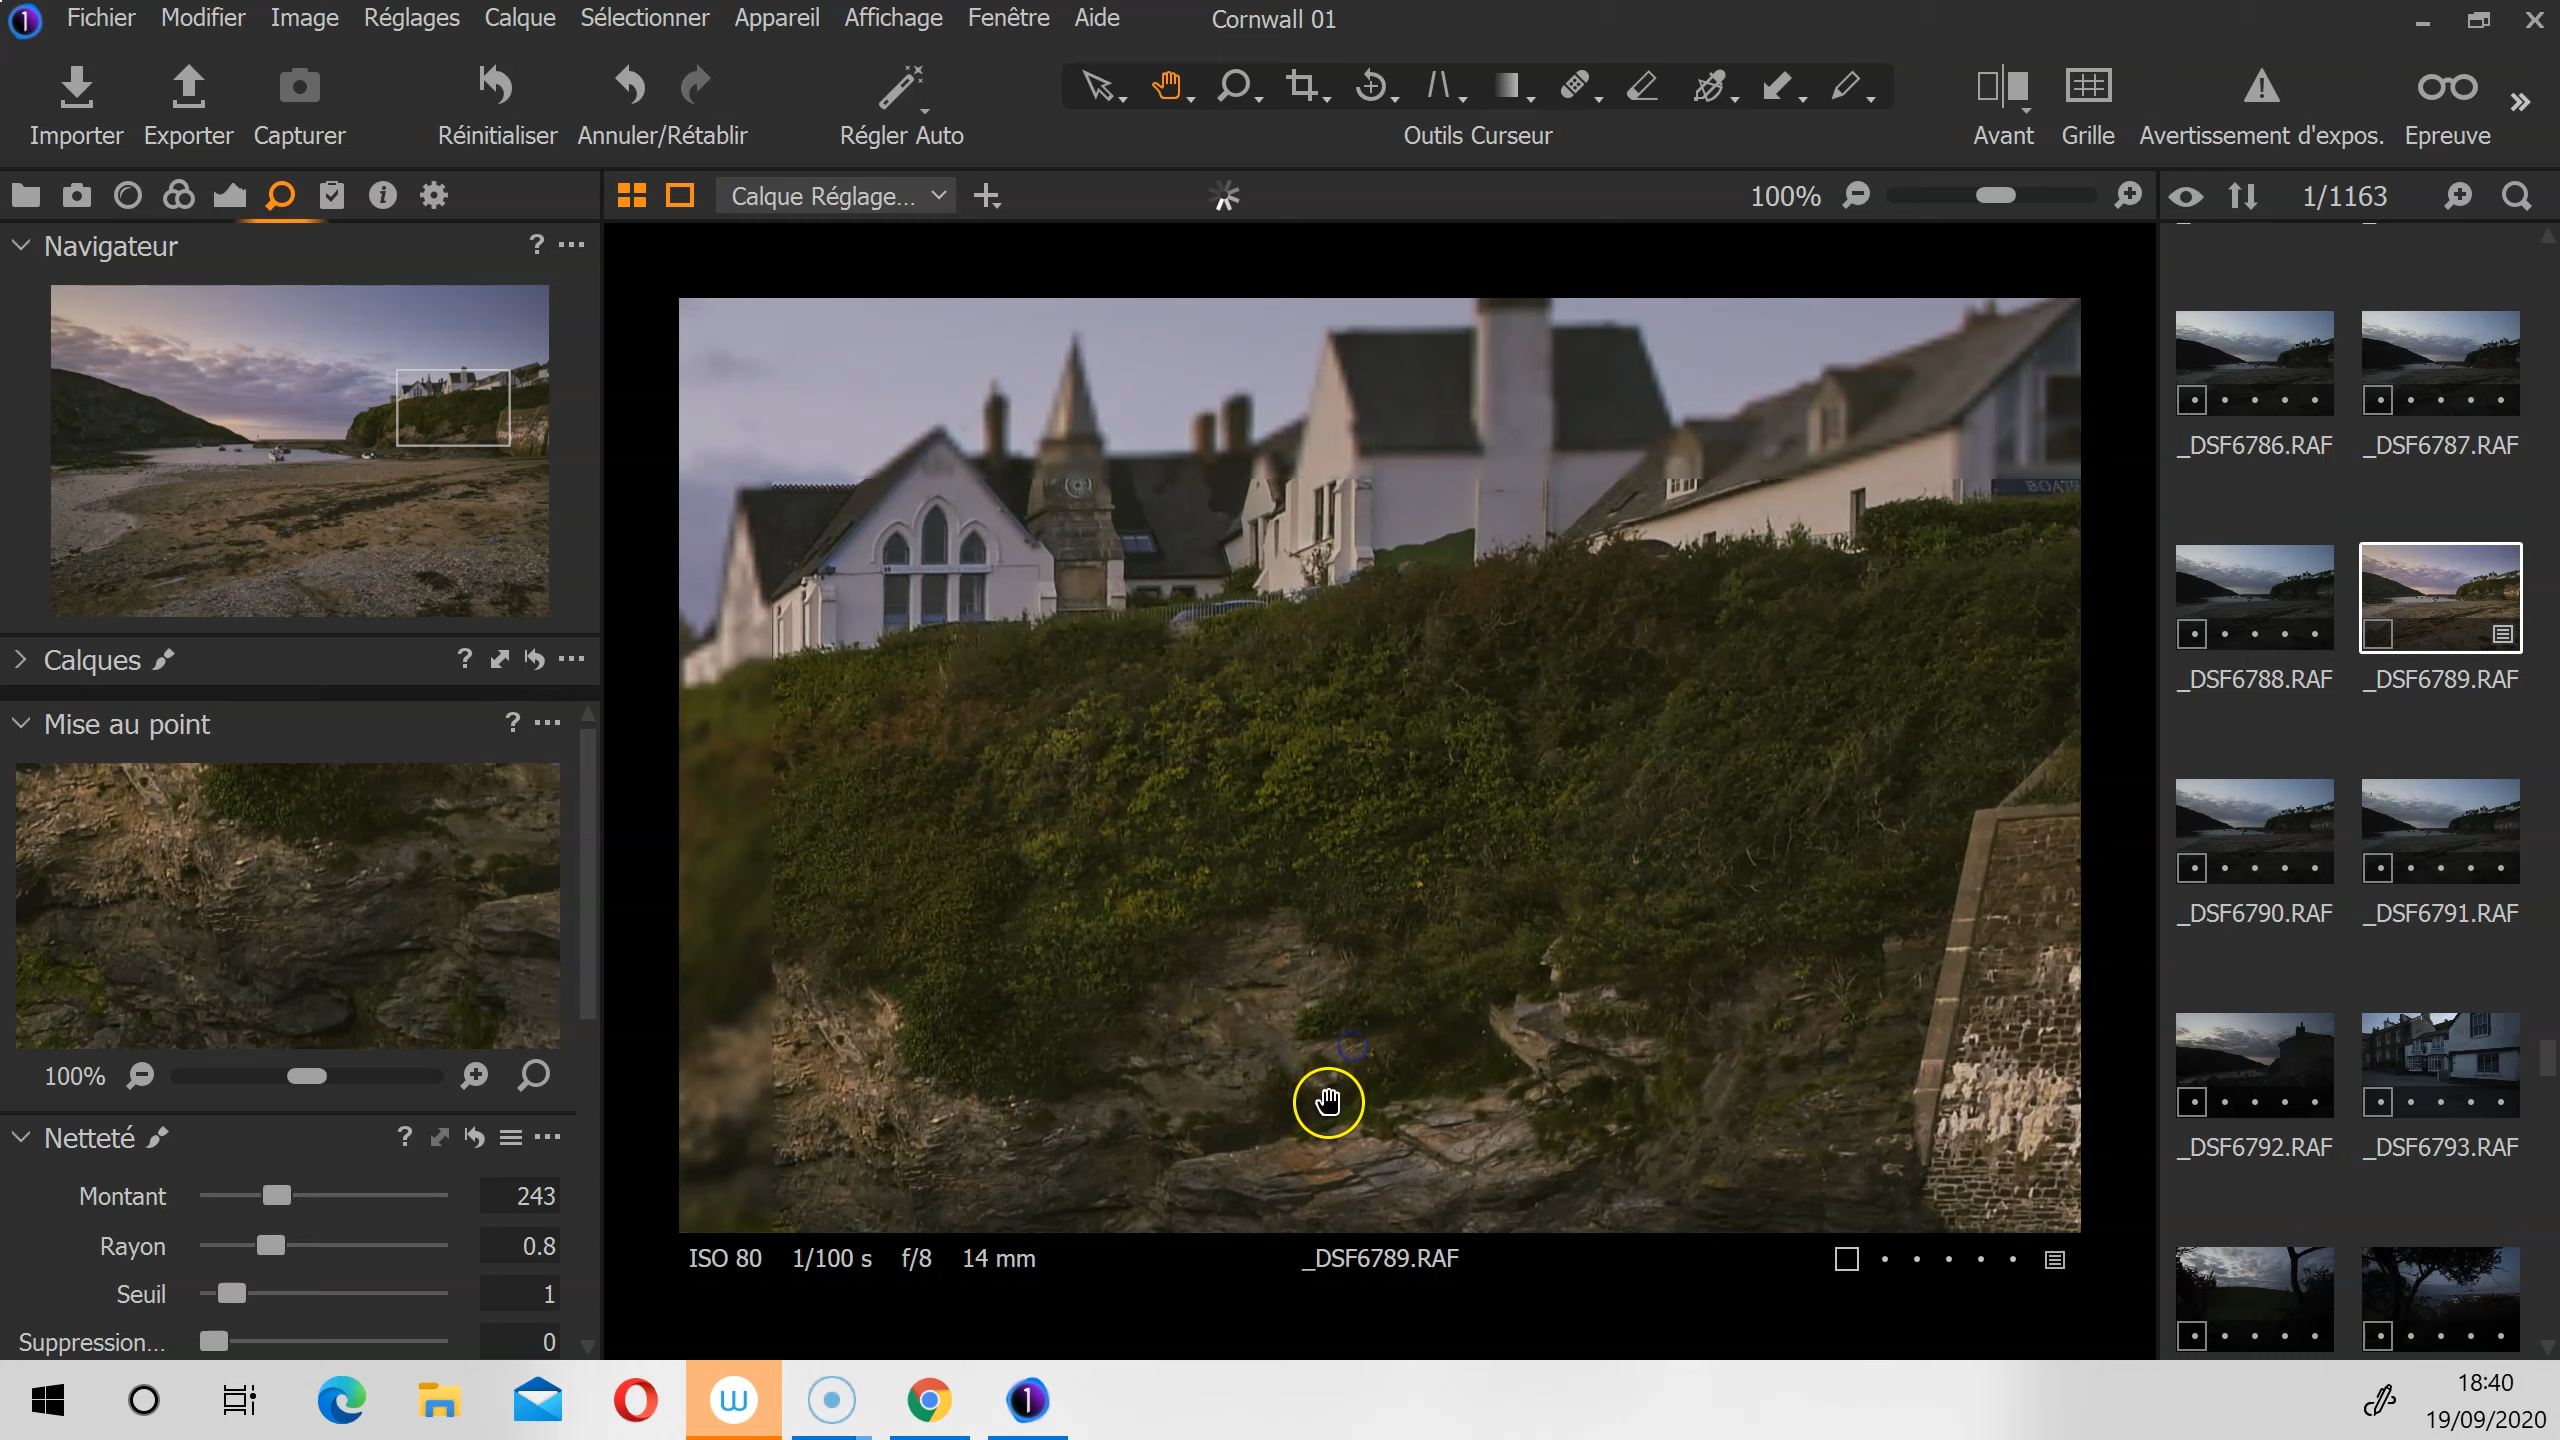 Fichier Modifier Image Réglages Calque Sélectionner Appareil Affichage Fenêtre Aide Cornwall 01
Importer Exporter Capturer Réinitialiser Annuler/Rétablir Régler Auto Outils Curseur Avant Grille Avertissement d'expos. Epreuve
Calque Réglage... 100% 1/1163
Navigateur
Calques
Mise au point
100%
Netteté
Montant 243
Rayon 0.8
Seuil 1
Suppression... 0
ISO 80 1/100 s f/8 14 mm _DSF6789.RAF
_DSF6786.RAF _DSF6787.RAF
_DSF6788.RAF _DSF6789.RAF
_DSF6790.RAF _DSF6791.RAF
_DSF6792.RAF _DSF6793.RAF
18:40
19/09/2020